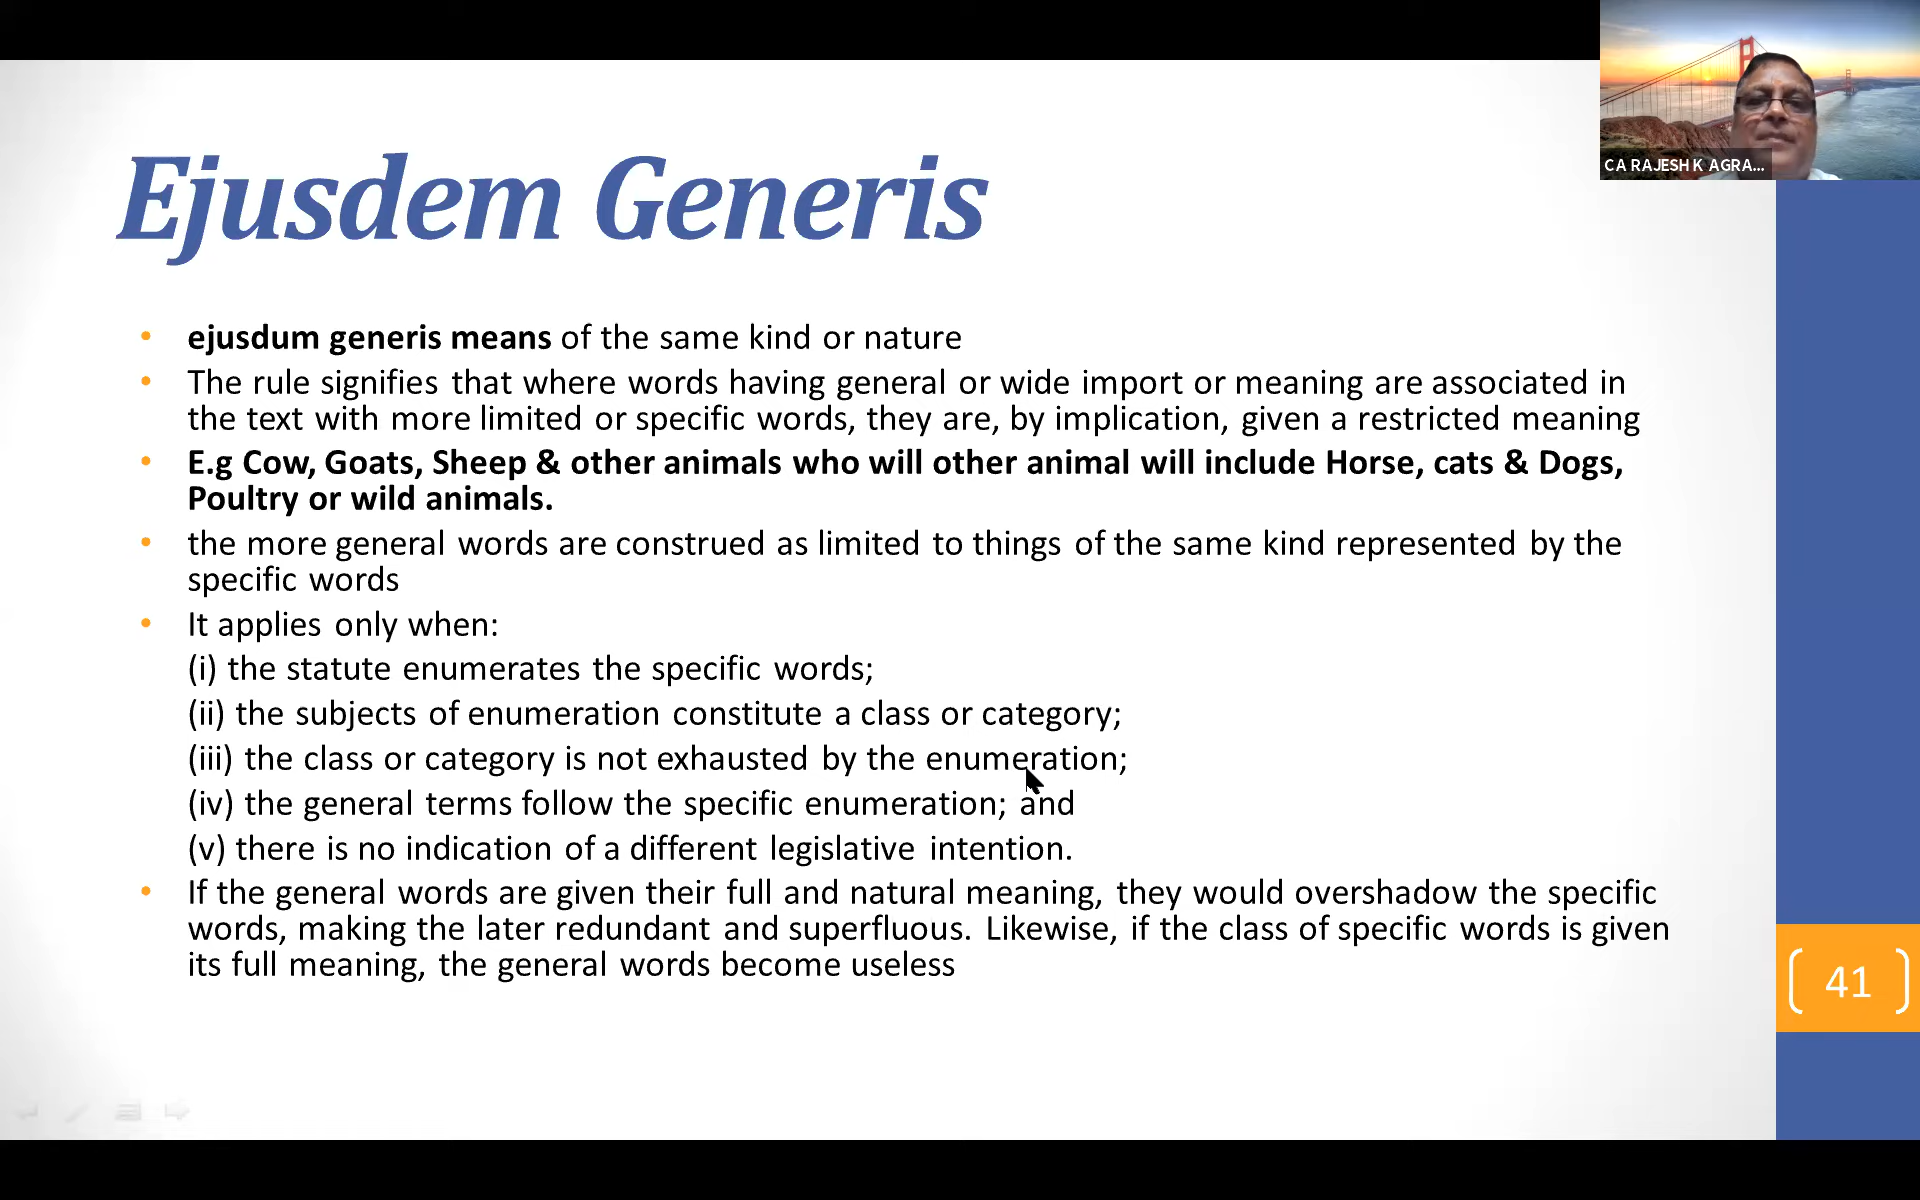 CA RAJESH K AGRA...
Ejusdem Generis
• ejusdum generis means of the same kind or nature
• The rule signifies that where words having general or wide import or meaning are associated in
the text with more limited or specific words, they are, by implication, given a restricted meaning
• E.g Cow, Goats, Sheep & other animals who will other animal will include Horse, cats & Dogs,
Poultry or wild animals.
• the more general words are construed as limited to things of the same kind represented by the
specific words
• It applies only when:
(i) the statute enumerates the specific words;
(ii) the subjects of enumeration constitute a class or category;
(iii) the class or category is not exhausted by the enumeration;
(iv) the general terms follow the specific enumeration; and
(v) there is no indication of a different legislative intention.
• If the general words are given their full and natural meaning, they would overshadow the specific
words, making the later redundant and superfluous. Likewise, if the class of specific words is given
its full meaning, the general words become useless
41